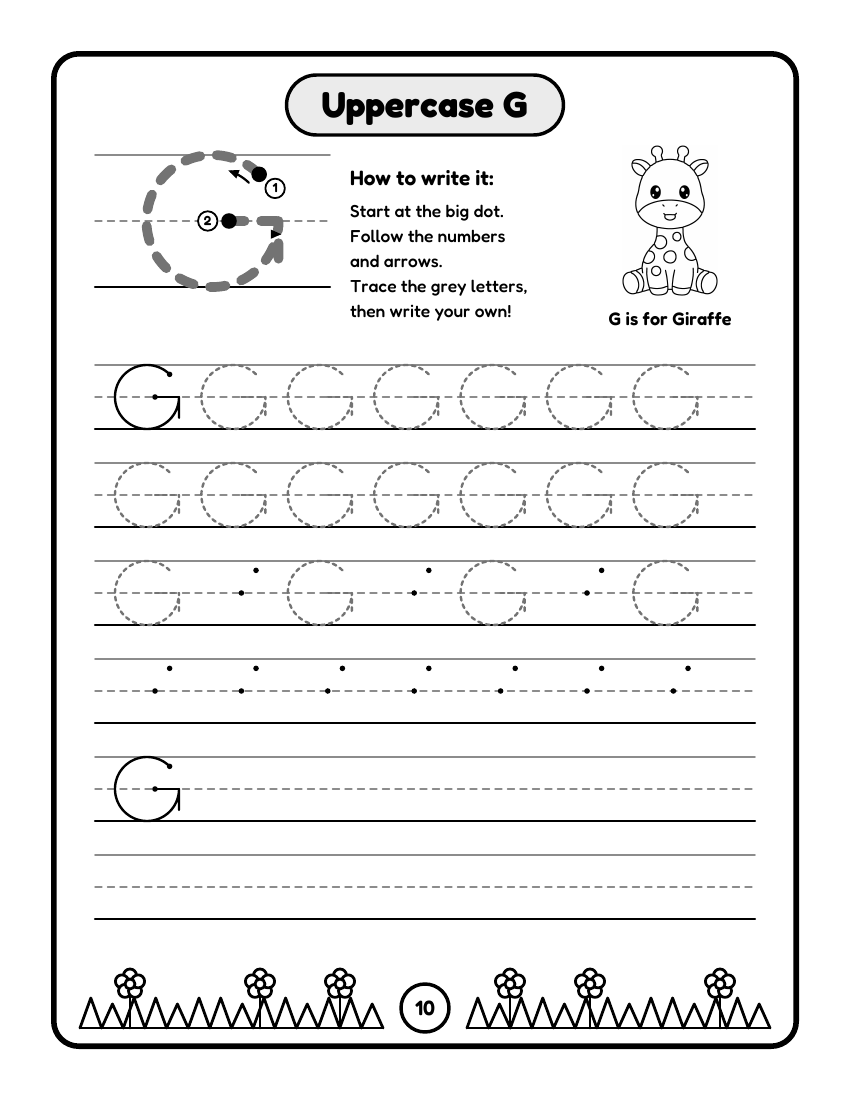 Uppercase G
1
2
How to write it:
Start at the big dot.
Follow the numbers
and arrows.
Trace the grey letters,
then write your own!
G is for Giraffe
G G G G G G G
G G G G G G G
G G G G
G
10